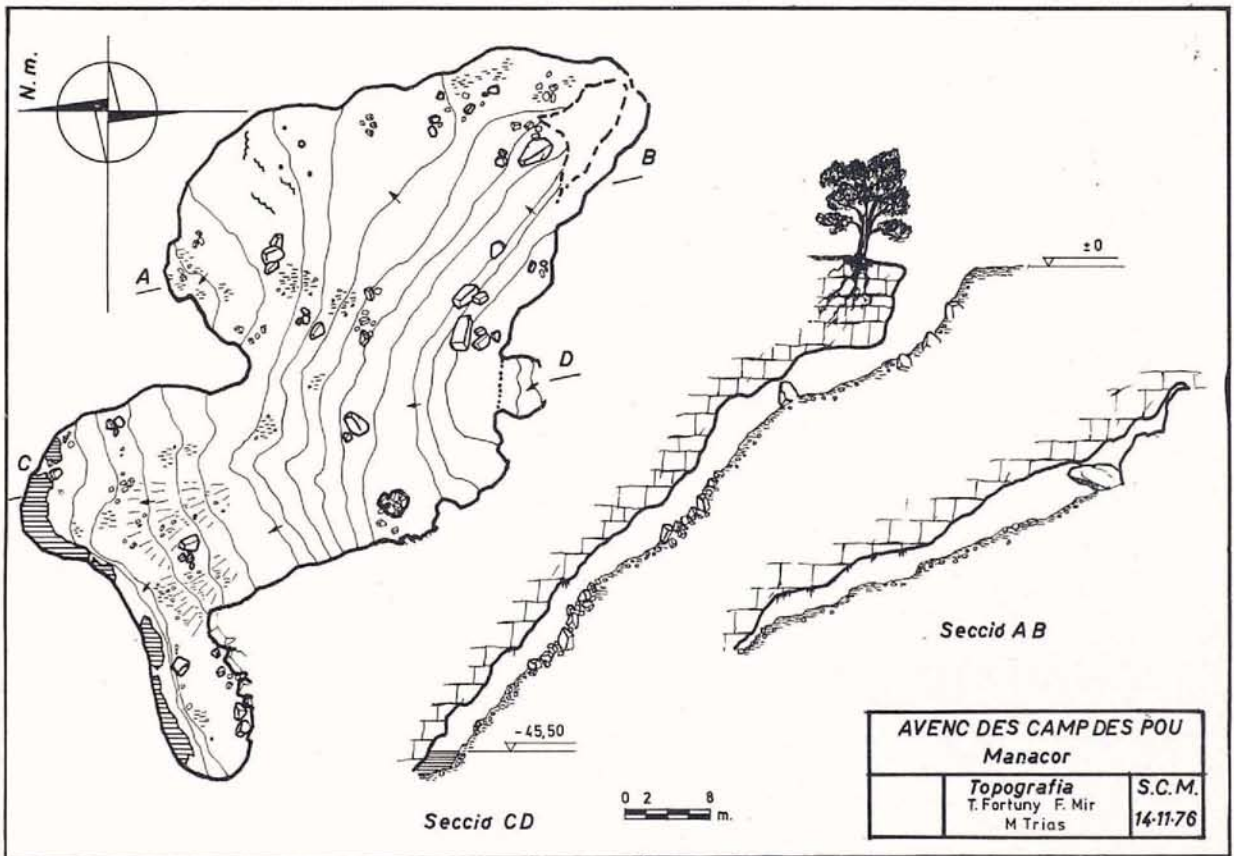 N. m.
A
B
C
D
±0
-45,50
Secció AB
Secció CD
0 2 8
m.
AVENC DES CAMP DES POU
Manacor
Topografia
T. Fortuny F. Mir
M Trias
S.C.M.
14-11-76